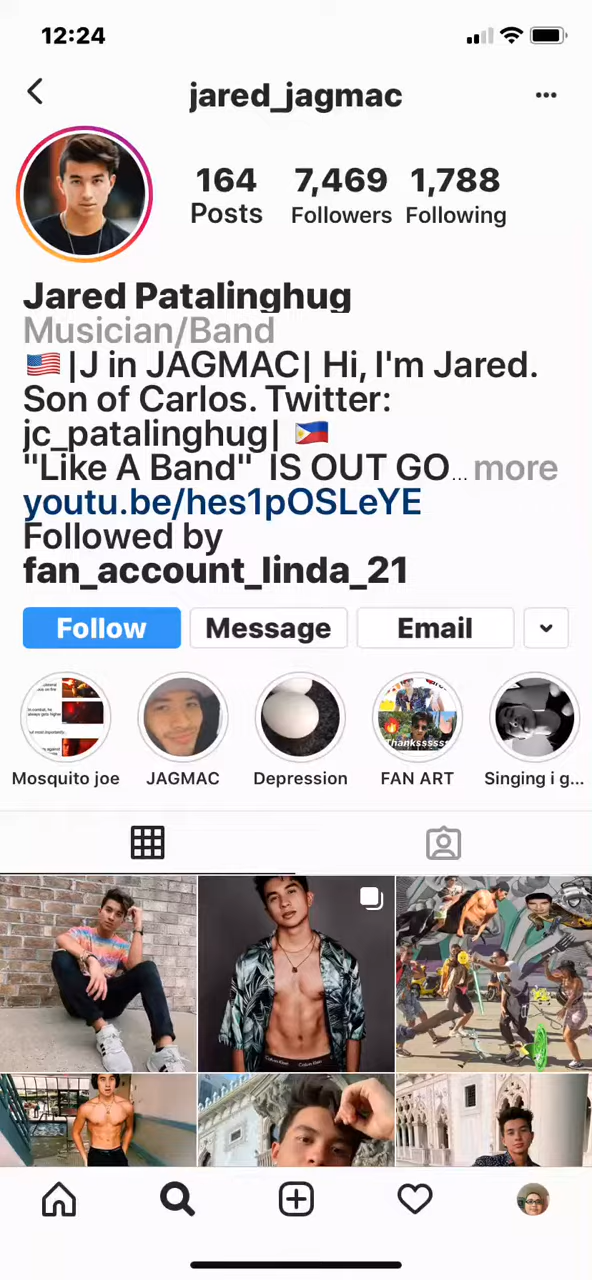 12:24
jared_jagmac
164 7,469 1,788
Posts Followers Following
Jared Patalinghug
Musician/Band
🇺🇸 |J in JAGMAC| Hi, I'm Jared.
Son of Carlos. Twitter:
jc_patalinghug| 🇵🇭
"Like A Band" IS OUT GO... more
youtu.be/hes1pOSLeYE
Followed by
fan_account_linda_21
Follow Message Email
Thankssssss
Mosquito joe JAGMAC Depression FAN ART Singing i g...